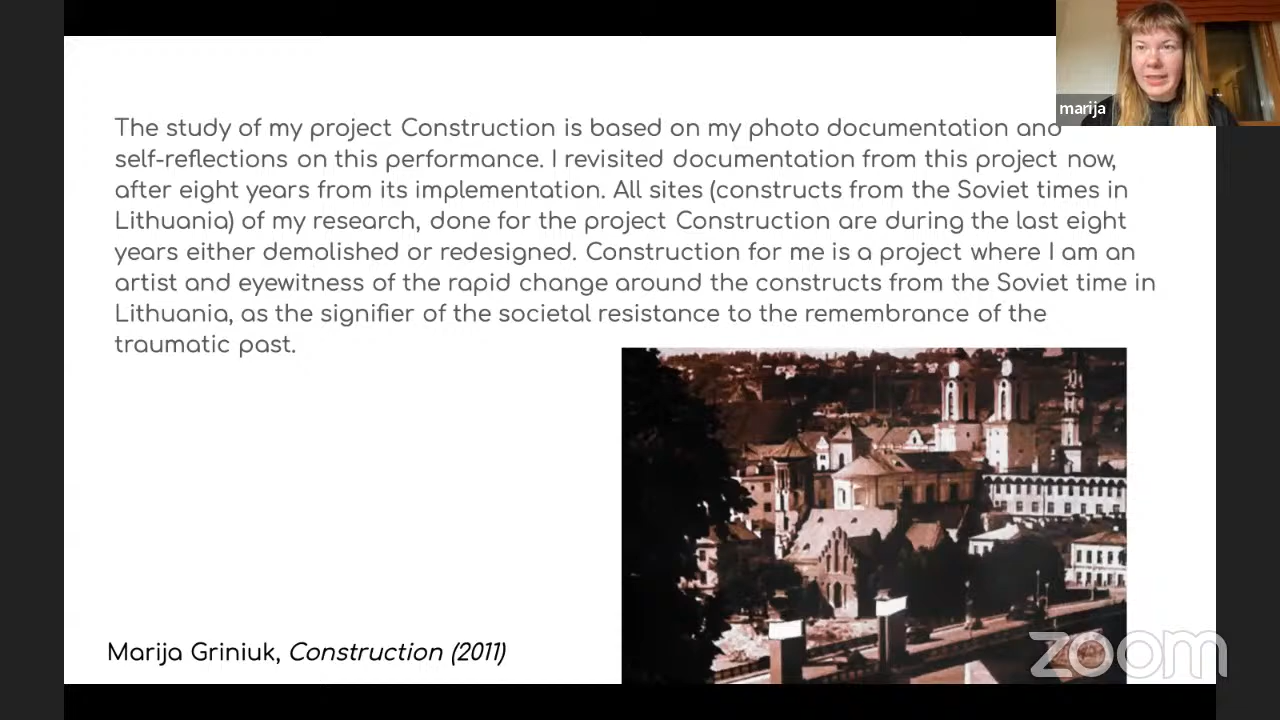 marija
The study of my project Construction is based on my photo documentation and
self-reflections on this performance. I revisited documentation from this project now,
after eight years from its implementation. All sites (constructs from the Soviet times in
Lithuania) of my research, done for the project Construction are during the last eight
years either demolished or redesigned. Construction for me is a project where I am an
artist and eyewitness of the rapid change around the constructs from the Soviet time in
Lithuania, as the signifier of the societal resistance to the remembrance of the
traumatic past.
Marija Griniuk, Construction (2011)
zoom